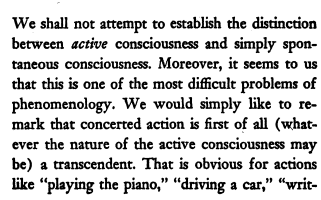 We shall not attempt to establish the distinction
between active consciousness and simply spon-
taneous consciousness. Moreover, it seems to us
that this is one of the most difficult problems of
phenomenology. We would simply like to re-
mark that concerted action is first of all (what-
ever the nature of the active consciousness may
be) a transcendent. That is obvious for actions
like “playing the piano,” “driving a car,” “writ-